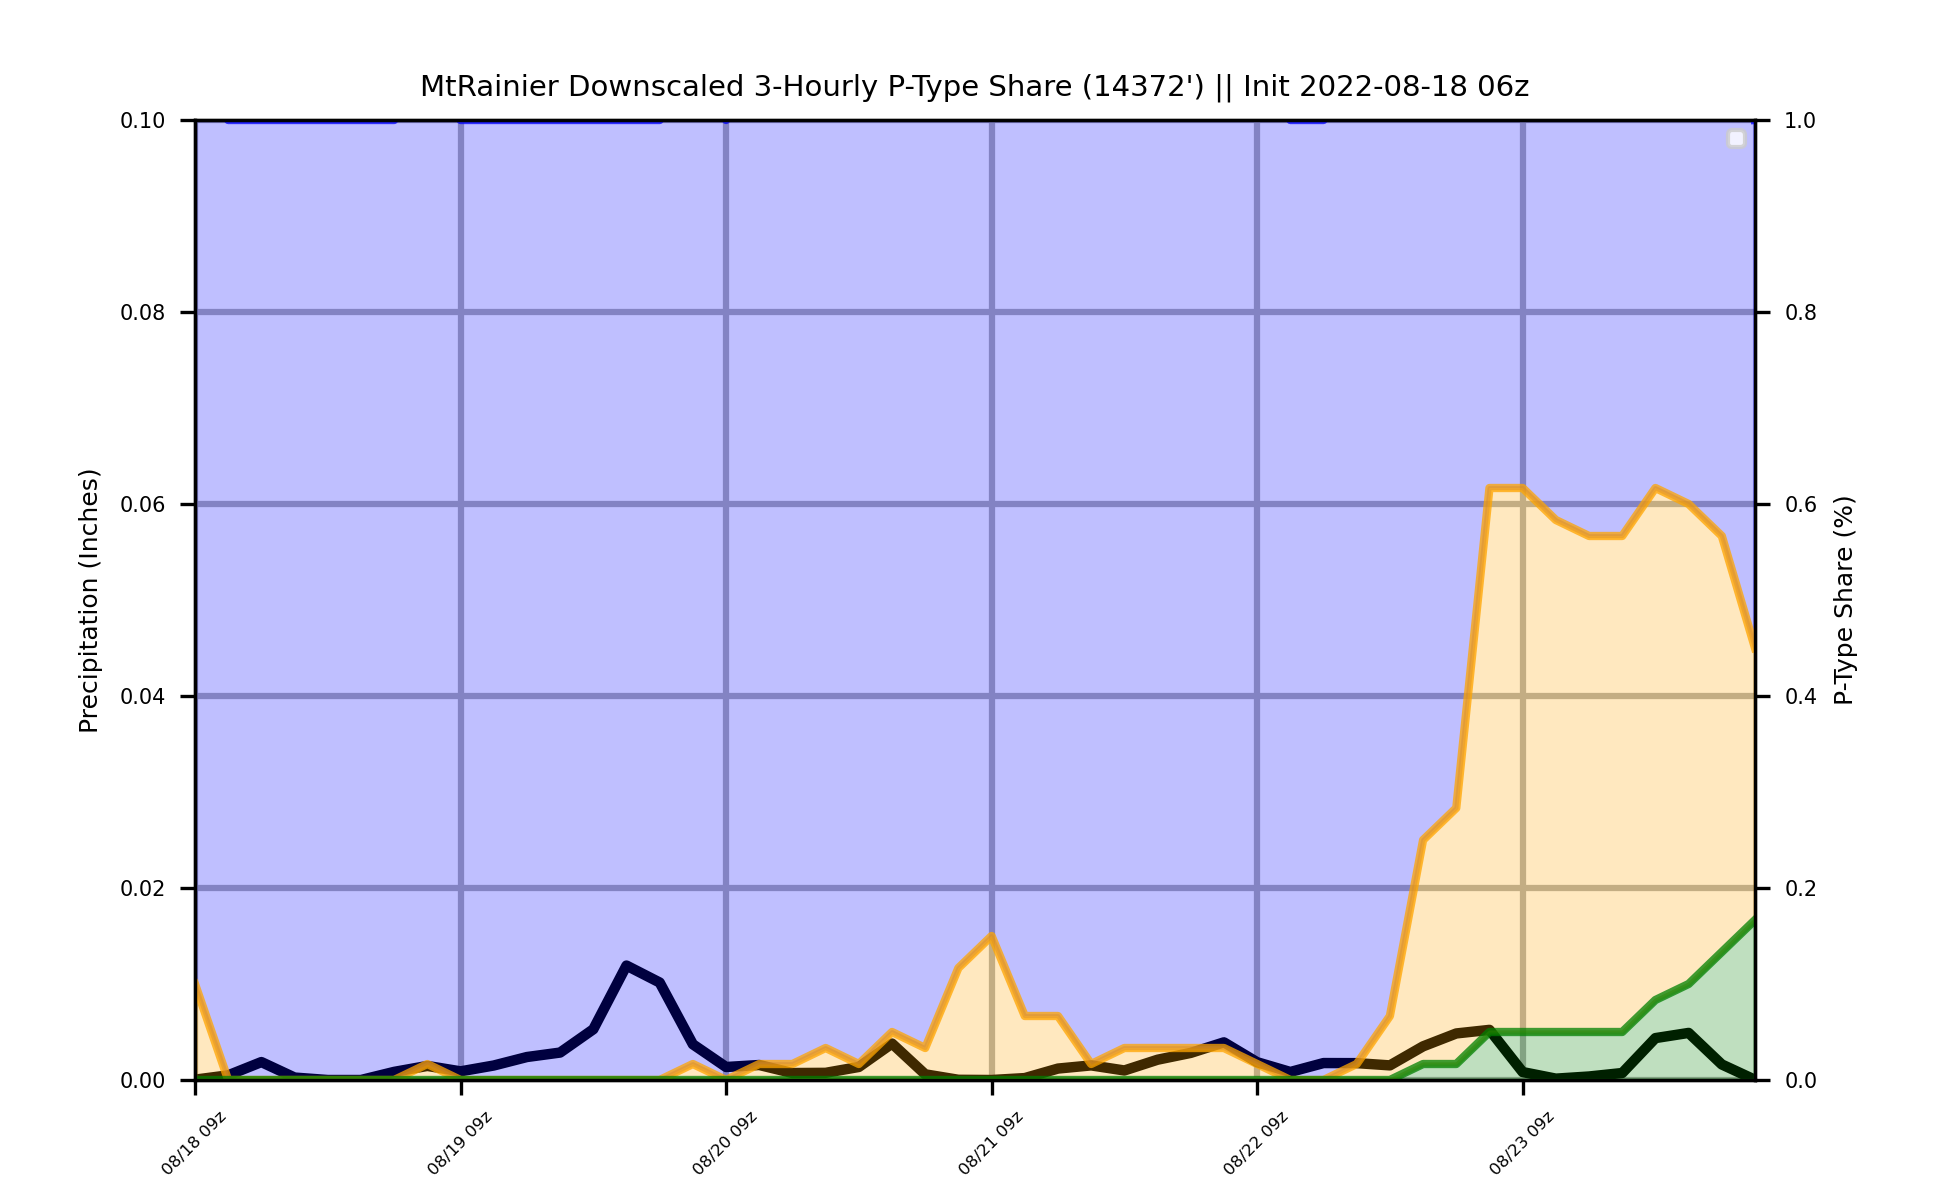 MtRainier Downscaled 3-Hourly P-Type Share (14372') || Init 2022-08-18 06z
Precipitation (Inches)
0.10
0.08
0.06
0.04
0.02
0.00
1.0
0.8
0.6
0.4
0.2
0.0
P-Type Share (%)
08/18 09z
08/19 09z
08/20 09z
08/21 09z
08/22 09z
08/23 09z